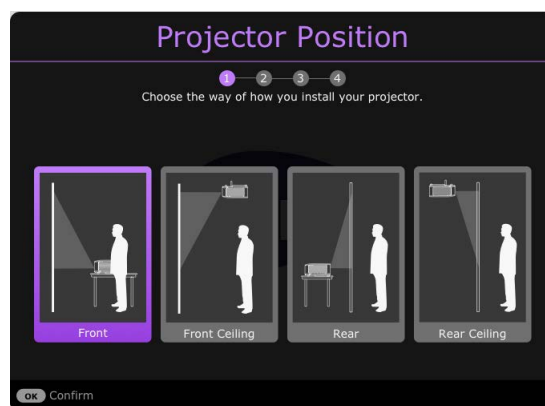 Projector Position
1 2 3 4
Choose the way of how you install your projector.
Front Front Ceiling Rear Rear Ceiling
OK Confirm